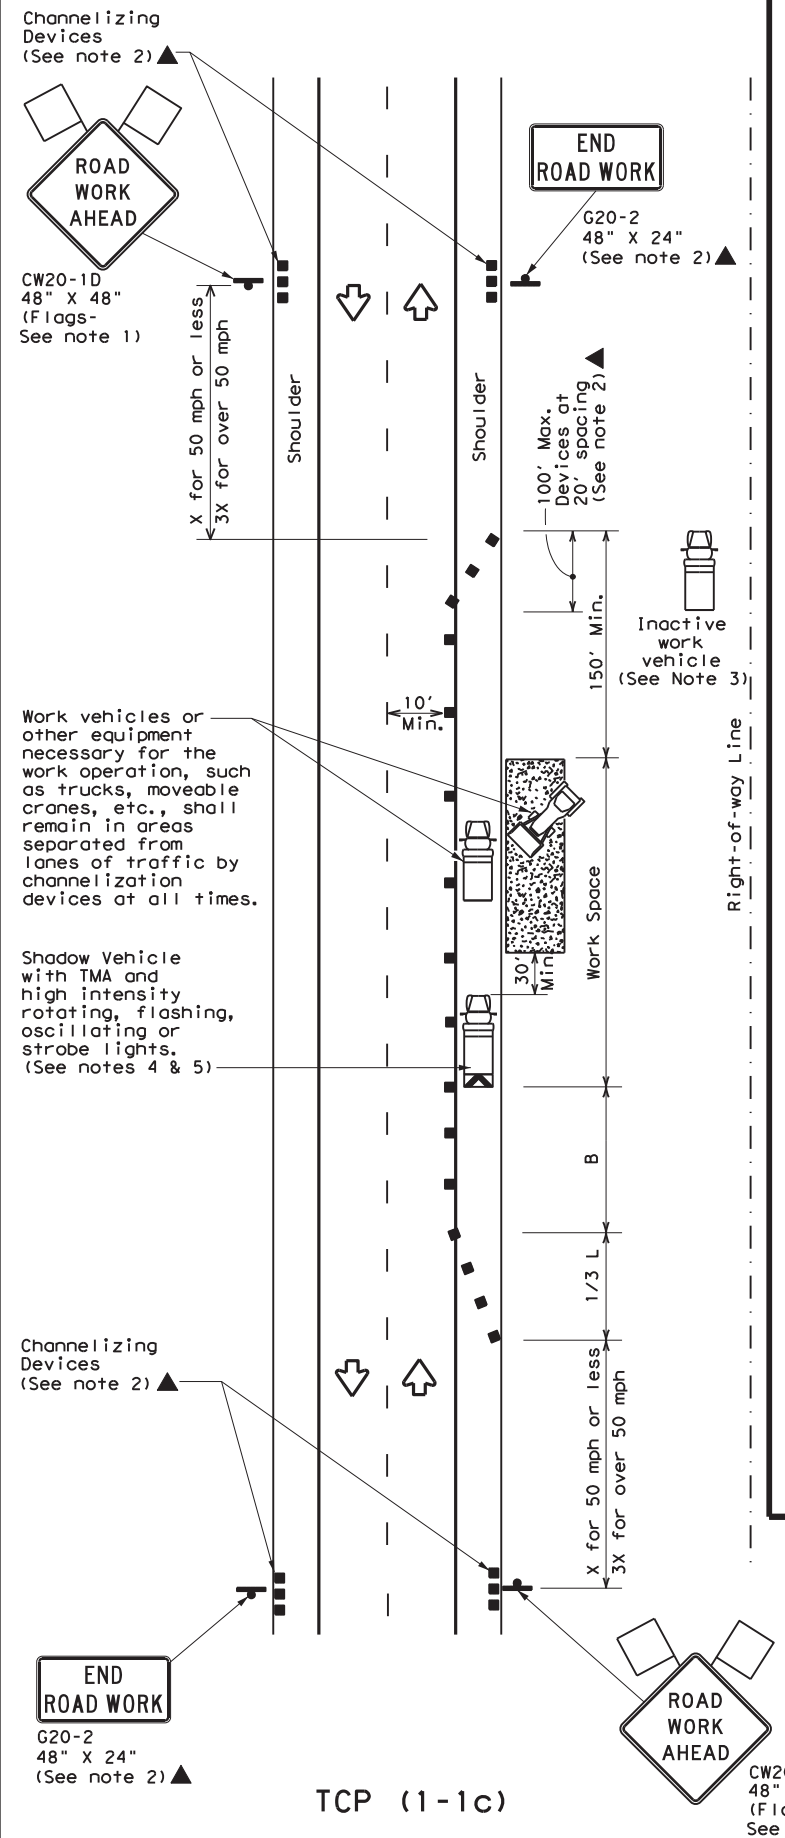 Channelizing
Devices
(See note 2)▲
ROAD
WORK
AHEAD
CW20-1D
48" X 48"
(Flags-
See note 1)
END
ROAD WORK
G20-2
48" X 24"
(See note 2)▲
X for 50 mph or less
3X for over 50 mph
Shoulder
Shoulder
100' Max.
Devices at
20' spacing
(See note 2)▲
150' Min.
Inactive
work
vehicle
(See Note 3)
10'
Min.
Work vehicles or
other equipment
necessary for the
work operation, such
as trucks, moveable
cranes, etc., shall
remain in areas
separated from
lanes of traffic by
channelization
devices at all times.
Right-of-way Line
Work Space
30'
Min.
Shadow Vehicle
with TMA and
high intensity
rotating, flashing,
oscillating or
strobe lights.
(See notes 4 & 5)
B
1/3 L
Channelizing
Devices
(See note 2)▲
X for 50 mph or less
3X for over 50 mph
END
ROAD WORK
G20-2
48" X 24"
(See note 2)▲
ROAD
WORK
AHEAD
48"
See
TCP (1-1c)